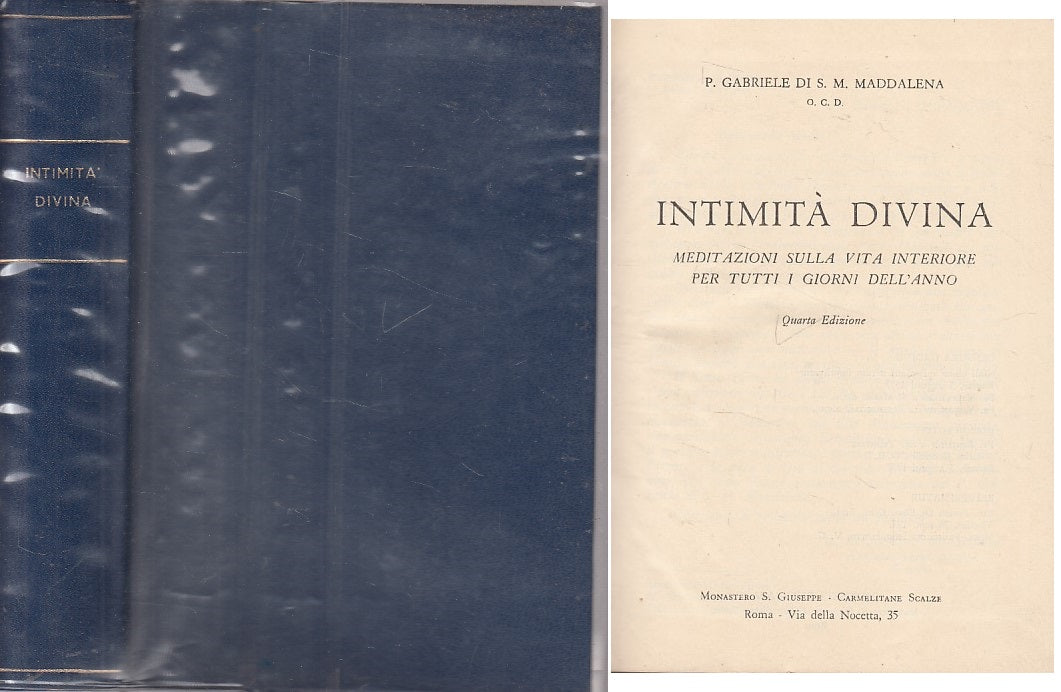 INTIMITA'
DIVINA
P. GABRIELE DI S. M. MADDALENA
O. C. D.
INTIMITÀ DIVINA
MEDITAZIONI SULLA VITA INTERIORE
PER TUTTI I GIORNI DELL'ANNO
Quarta Edizione
Monastero S. Giuseppe - Carmelitane Scalze
Roma - Via della Nocetta, 35